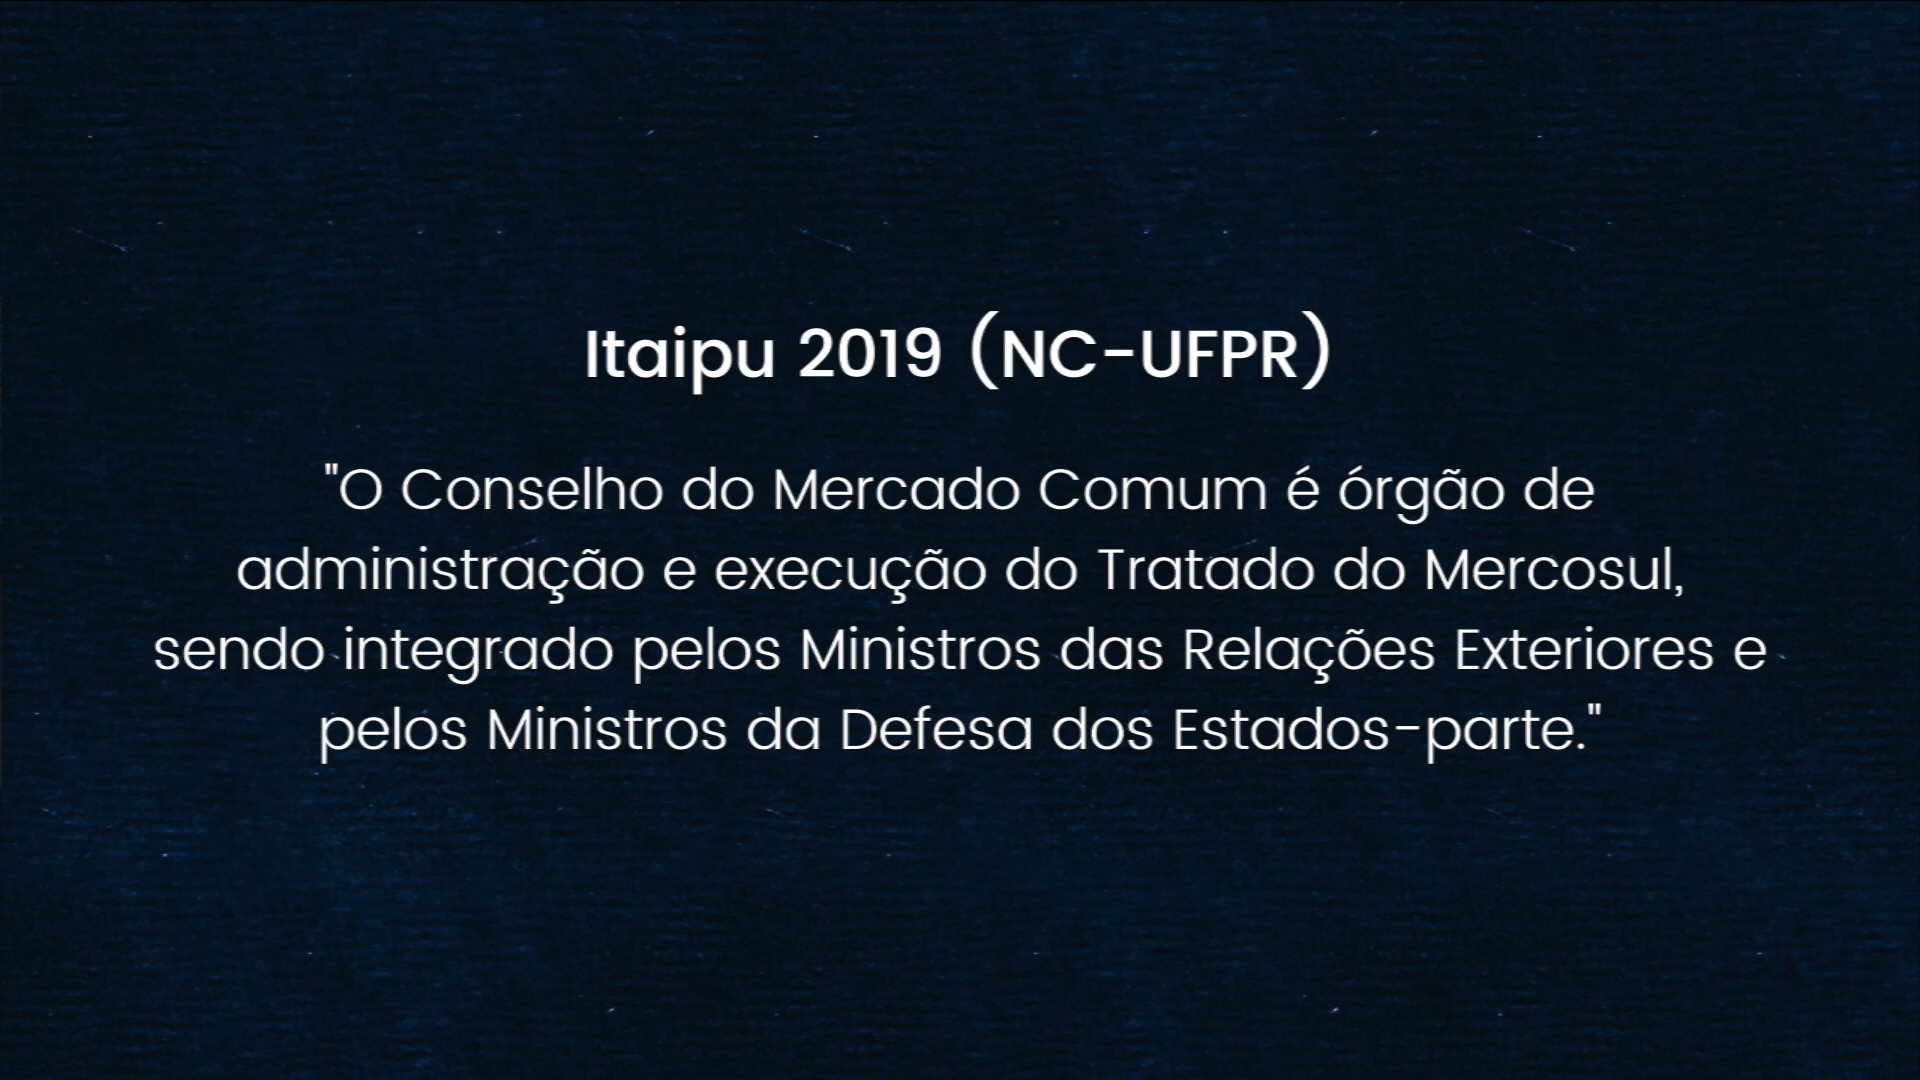 Itaipu 2019 (NC-UFPR)
"O Conselho do Mercado Comum é órgão de
administração e execução do Tratado do Mercosul,
sendo integrado pelos Ministros das Relações Exteriores e
pelos Ministros da Defesa dos Estados-parte."